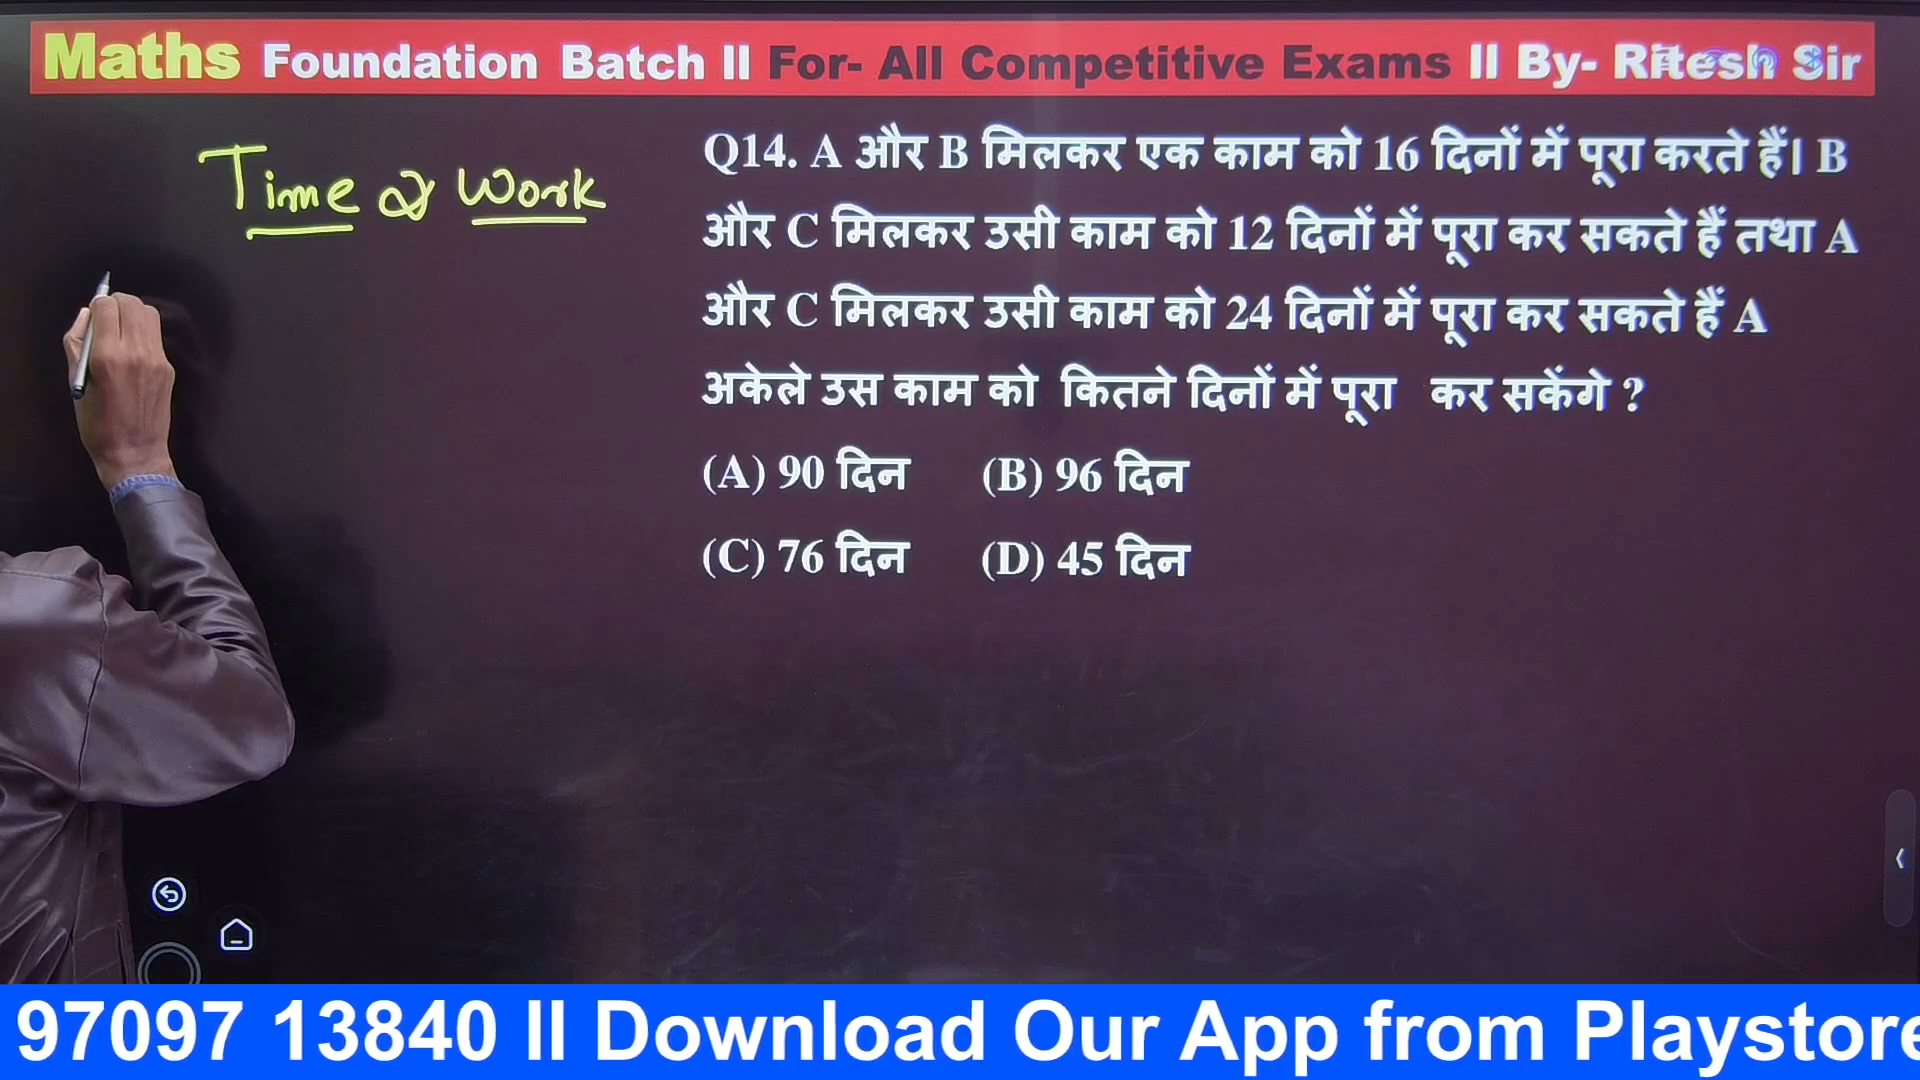 Maths Foundation Batch II For- All Competitive Exams II By- Ritesh Sir
Time & Work
Q14. A और B मिलकर एक काम को 16 दिनों में पूरा करते हैं। B
और C मिलकर उसी काम को 12 दिनों में पूरा कर सकते हैं तथा A
और C मिलकर उसी काम को 24 दिनों में पूरा कर सकते हैं A
अकेले उस काम को कितने दिनों में पूरा कर सकेंगे ?
(A) 90 दिन (B) 96 दिन
(C) 76 दिन (D) 45 दिन
97097 13840 II Download Our App from Playstore